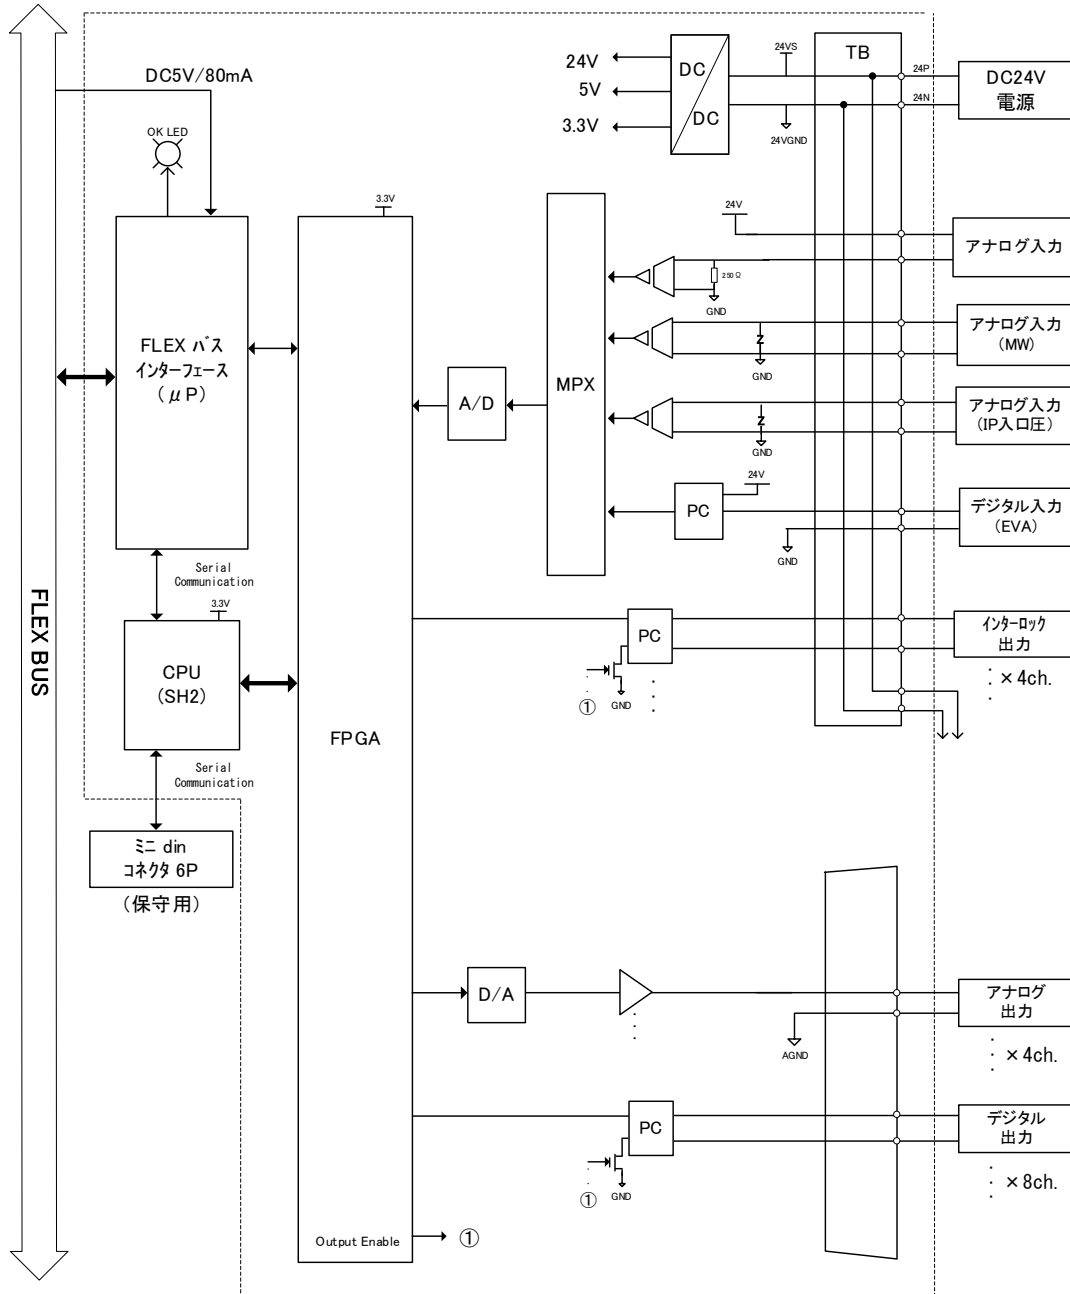 DC5V/80mA
OK LED
24V
5V
3.3V
DC
DC
24VS
24VGND
TB
24P
24N
DC24V
電源
3.3V
FLEX バス
インターフェース
(μP)
FPGA
A/D
MPX
24V
250Ω
GND
アナログ入力
Z
GND
アナログ入力
(MW)
Z
GND
アナログ入力
(IP入口圧)
24V
PC
GND
デジタル入力
(EVA)
FLEX BUS
Serial
Communication
3.3V
CPU
(SH2)
PC
①
GND
インターロック
出力
×4ch.
Serial
Communication
ミニ din
コネクタ 6P
(保守用)
D/A
AGND
アナログ
出力
×4ch.
PC
①
GND
デジタル
出力
×8ch.
Output Enable
①